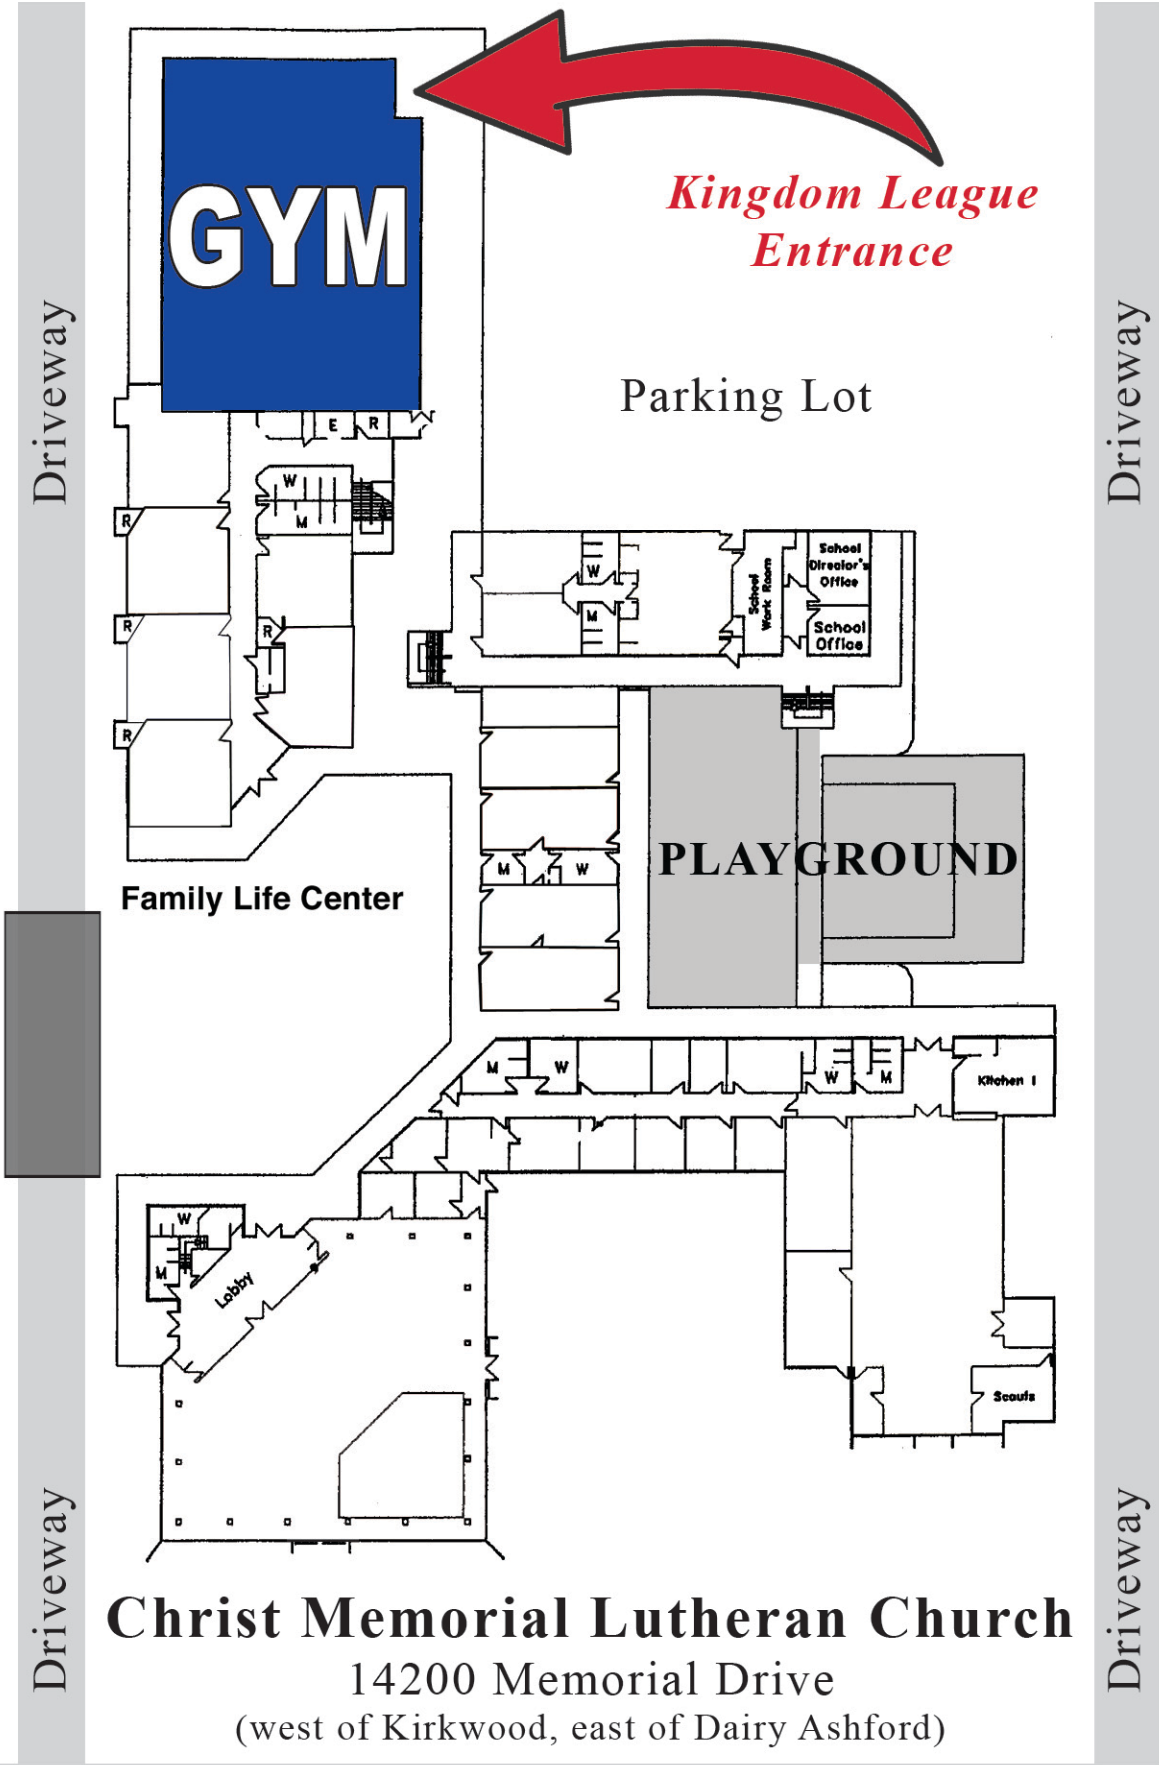 GYM
Kingdom League
Entrance
Driveway
Driveway
Parking Lot
E
R
W
M
R
R
R
R
W
M
School
Work Room
School
Director's
Office
School
Office
PLAYGROUND
M
W
Family Life Center
M
W
W
M
Kitchen 1
W
M
Lobby
Scouts
Driveway
Driveway
Christ Memorial Lutheran Church
14200 Memorial Drive
(west of Kirkwood, east of Dairy Ashford)